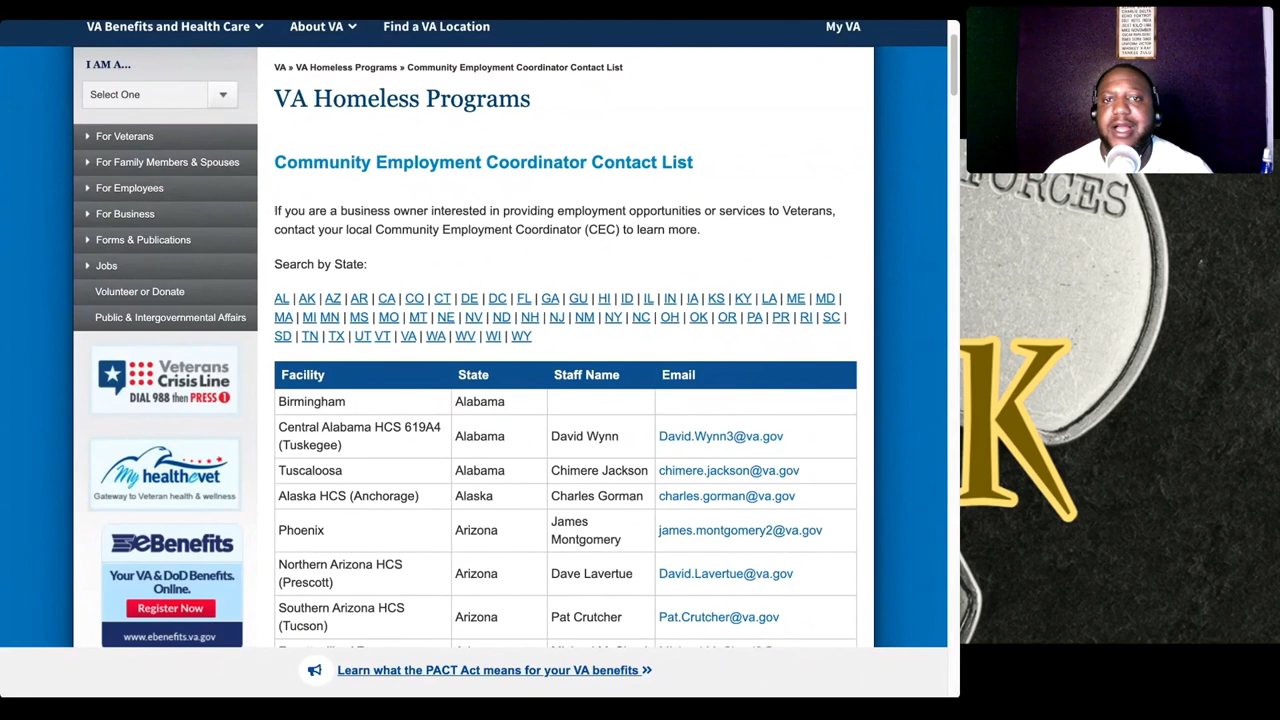 VA Benefits and Health Care
About VA
Find a VA Location
My VA
I AM A...
Select One
For Veterans
For Family Members & Spouses
For Employees
For Business
Forms & Publications
Jobs
Volunteer or Donate
Public & Intergovernmental Affairs
Veterans
Crisis Line
DIAL 988 then PRESS 1
My healthevet
Gateway to Veteran health & wellness
eBenefits
Your VA & DoD Benefits.
Online.
Register Now
www.ebenefits.va.gov
VA » VA Homeless Programs » Community Employment Coordinator Contact List
VA Homeless Programs
Community Employment Coordinator Contact List
If you are a business owner interested in providing employment opportunities or services to Veterans,
contact your local Community Employment Coordinator (CEC) to learn more.
Search by State:
AL | AK | AZ | AR | CA | CO | CT | DE | DC | FL | GA | GU | HI | ID | IL | IN | IA | KS | KY | LA | ME | MD |
MA | MI MN | MS | MO | MT | NE | NV | ND | NH | NJ | NM | NY | NC | OH | OK | OR | PA | PR | RI | SC |
SD | TN | TX | UT VT | VA | WA | WV | WI | WY
Facility State Staff Name Email
Birmingham Alabama
Central Alabama HCS 619A4
(Tuskegee) Alabama David Wynn David.Wynn3@va.gov
Tuscaloosa Alabama Chimere Jackson chimere.jackson@va.gov
Alaska HCS (Anchorage) Alaska Charles Gorman charles.gorman@va.gov
Phoenix Arizona James
Montgomery james.montgomery2@va.gov
Northern Arizona HCS
(Prescott) Arizona Dave Lavertue David.Lavertue@va.gov
Southern Arizona HCS
(Tucson) Arizona Pat Crutcher Pat.Crutcher@va.gov
Learn what the PACT Act means for your VA benefits »
FORCES
K